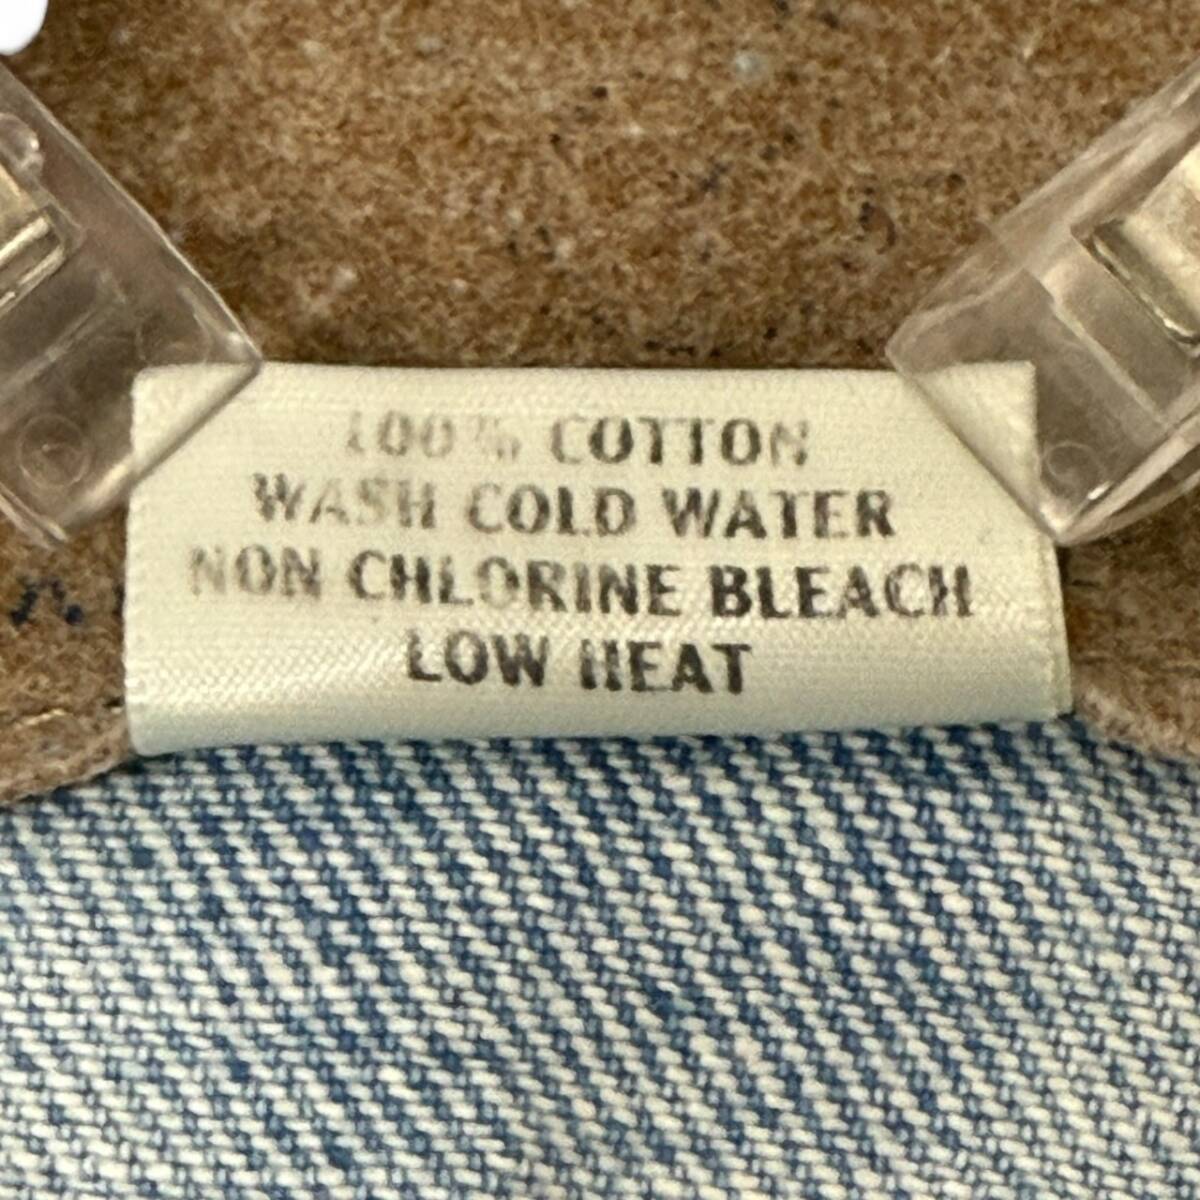 100% COTTON
WASH COLD WATER
NON CHLORINE BLEACH
LOW HEAT